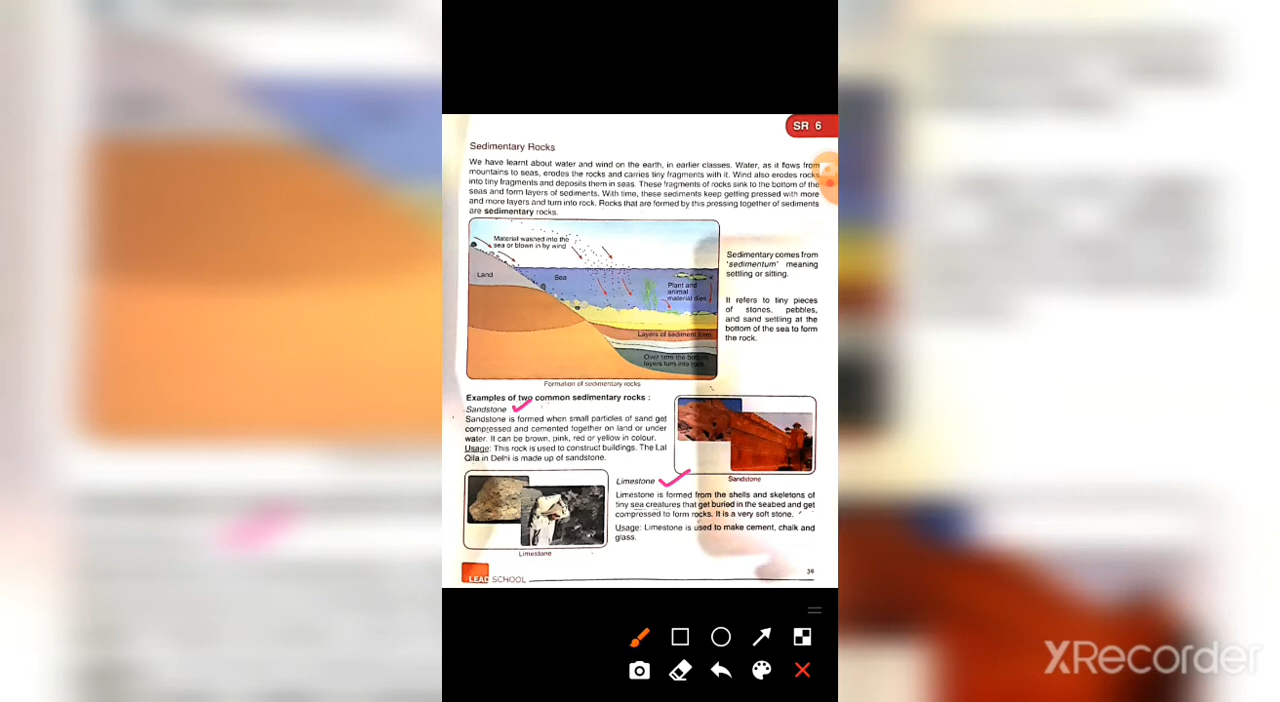 SR 6
Sedimentary Rocks
We have learnt about water and wind on the earth, in earlier classes. Water, as it flows from
mountains to seas, erodes the rocks and carries tiny fragments with it. Wind also erodes rocks
into tiny fragments and deposits them in seas. These fragments of rocks sink to the bottom of the
seas and form layers of sediments. With time, these sediments keep getting pressed with more
and more layers and turn into rock. Rocks that are formed by this pressing together of sediments
are sedimentary rocks.
Material washed into the
sea or blown in by wind
Land
Sea
Plant and
animal
material dies
Layers of sediment form
Over time the bottom
layers turn into rock
Formation of sedimentary rocks
Sedimentary comes from
'sedimentum' meaning
settling or sitting.
It refers to tiny pieces
of stones, pebbles,
and sand settling at the
bottom of the sea to form
the rock.
Examples of two common sedimentary rocks :
Sandstone
Sandstone is formed when small particles of sand get
compressed and cemented together on land or under
water. It can be brown, pink, red or yellow in colour.
Usage: This rock is used to construct buildings. The Lal
Qila in Delhi is made up of sandstone.
Sandstone
Limestone
Limestone is formed from the shells and skeletons of
tiny sea creatures that get buried in the seabed and get
compressed to form rocks. It is a very soft stone.
Usage: Limestone is used to make cement, chalk and
glass.
Limestone
LEAD SCHOOL
59
XRecorder